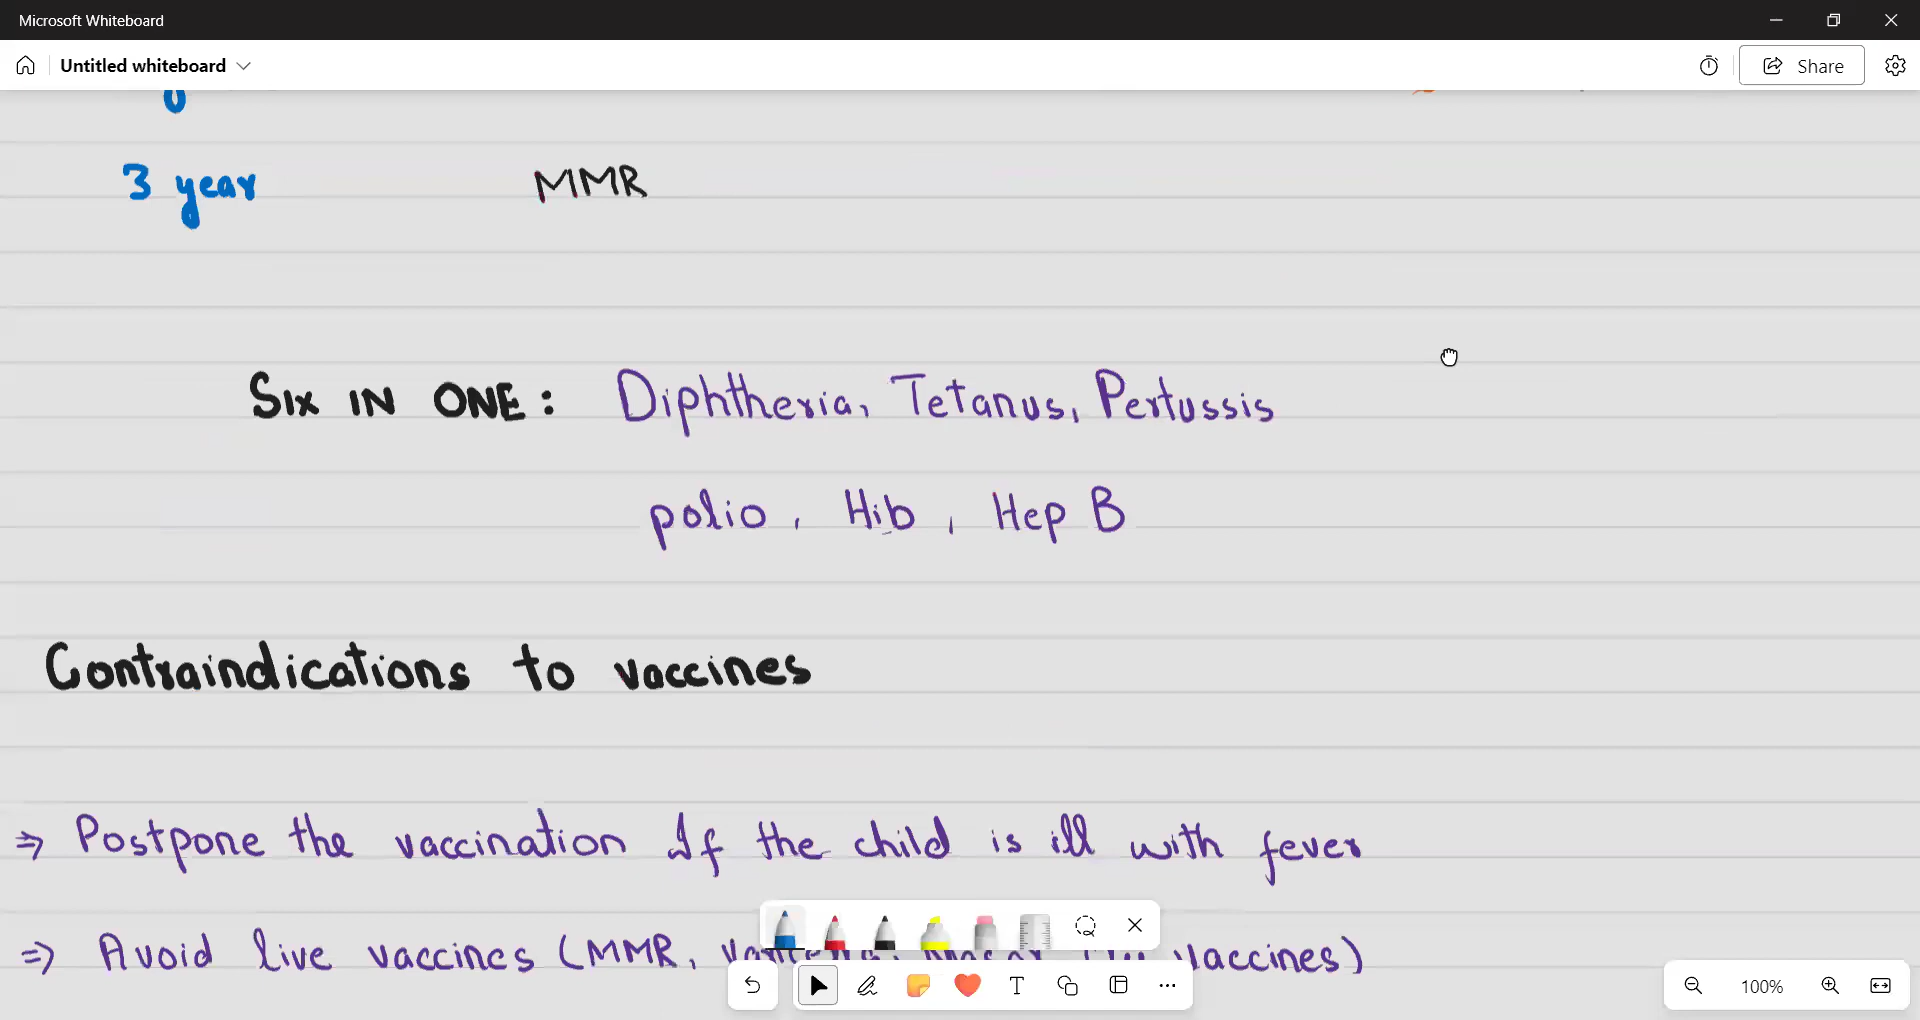 Microsoft Whiteboard
Untitled whiteboard
Share
3 year MMR
Six IN ONE: Diphtheria, Tetanus, Pertussis
polio, Hib, Hep B
Contraindications to vaccines
⇒ Postpone the vaccination If the child is ill with fever
⇒ Avoid live vaccines (MMR, vaccines)
100%